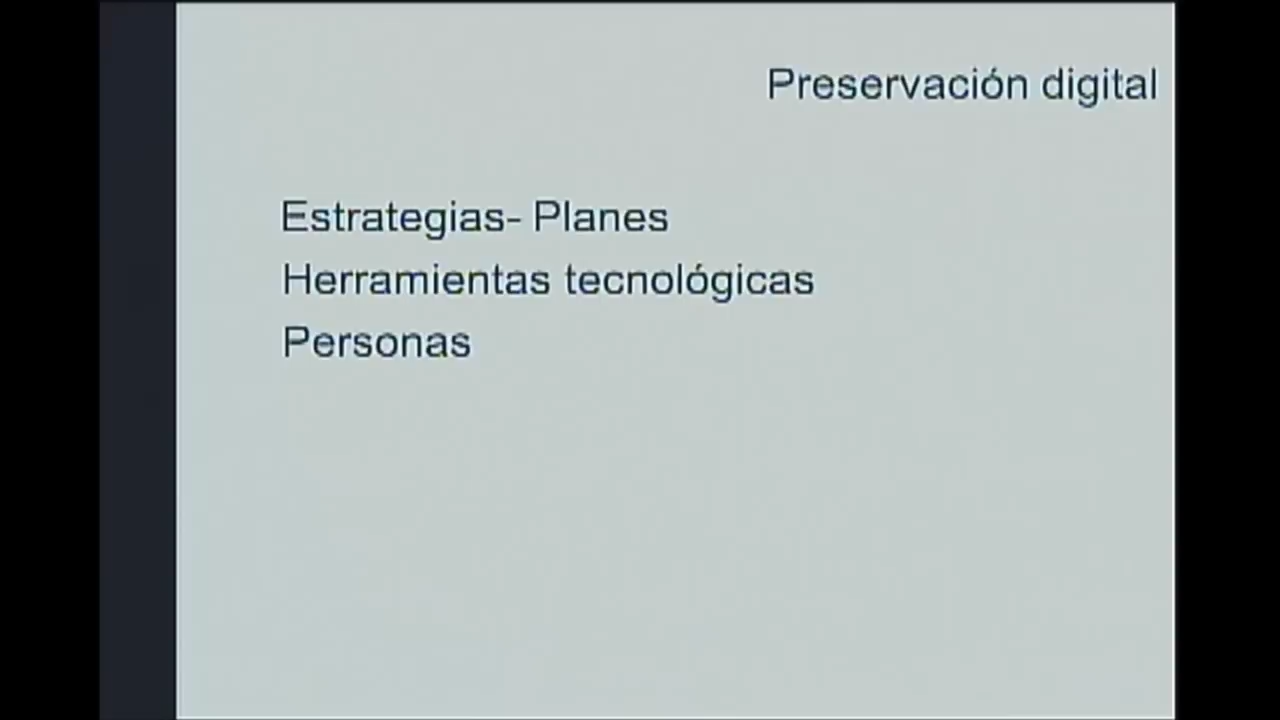 Preservación digital
Estrategias- Planes
Herramientas tecnológicas
Personas